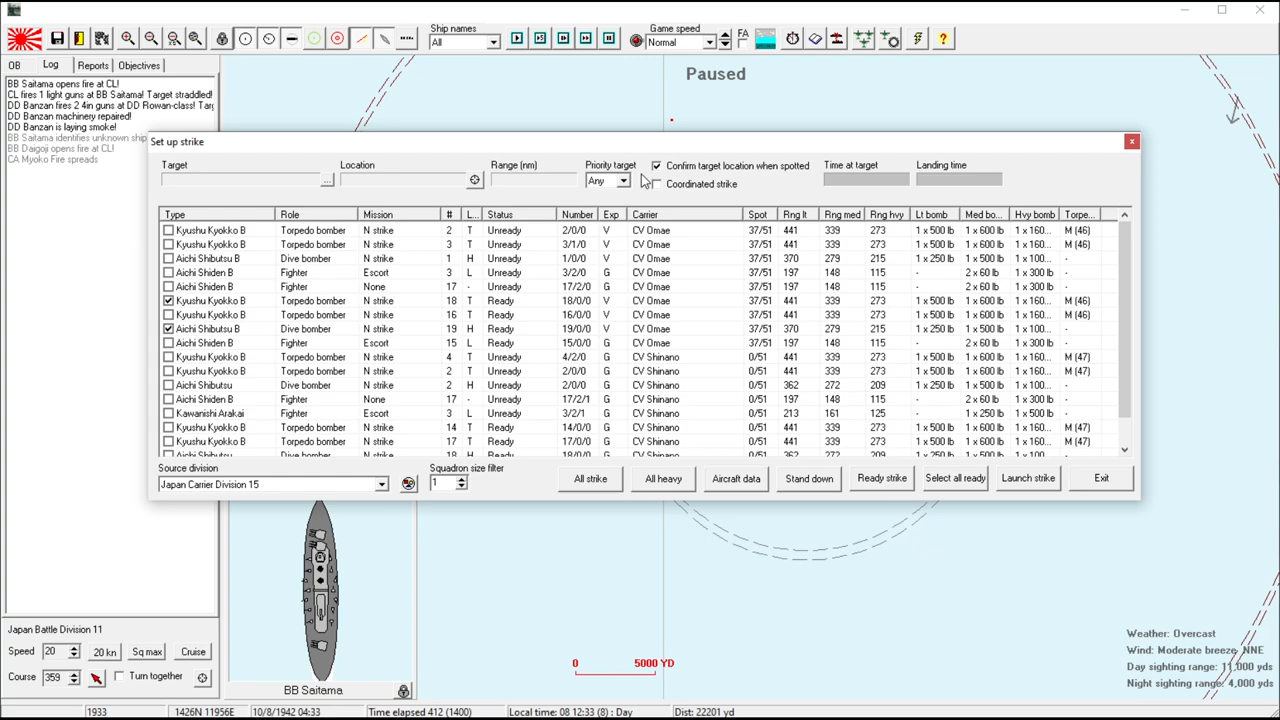 Ship names
Game speed
All
Normal
FA
OB Log Reports Objectives
Paused
BB Saitama opens fire at CL!
CL fires 1 light guns at BB Saitama! Target straddled!
DD Banzan fires 2 4in guns at DD Rowan-class! Targ
DD Banzan machinery repaired!
DD Banzan is laying smoke!
BB Saitama identifies unknown ship
BB Daigoji opens fire at CL!
CA Myoko Fire spreads
Set up strike
Target Location Range (nm) Priority target Confirm target location when spotted Time at target Landing time
... Any Coordinated strike
Type Role Mission # L... Status Number Exp Carrier Spot Rng lt Rng med Rng hvy Lt bomb Med bo... Hvy bomb Torpe...
Kyushu Kyokko B Torpedo bomber N strike 2 T Unready 2/0/0 V CV Omae 37/51 441 339 273 1 x 500 lb 1 x 600 lb 1 x 160... M (46)
Kyushu Kyokko B Torpedo bomber N strike 3 T Unready 3/1/0 V CV Omae 37/51 441 339 273 1 x 500 lb 1 x 600 lb 1 x 160... M (46)
Aichi Shibutsu B Dive bomber N strike 1 H Unready 1/0/0 V CV Omae 37/51 370 279 215 1 x 250 lb 1 x 500 lb 1 x 100... -
Aichi Shiden B Fighter Escort 3 L Unready 3/2/0 G CV Omae 37/51 197 148 115 - 2 x 60 lb 1 x 300 lb -
Aichi Shiden B Fighter None 17 - Unready 17/2/0 G CV Omae 37/51 197 148 115 - 2 x 60 lb 1 x 300 lb -
Kyushu Kyokko B Torpedo bomber N strike 18 T Ready 18/0/0 V CV Omae 37/51 441 339 273 1 x 500 lb 1 x 600 lb 1 x 160... M (46)
Kyushu Kyokko B Torpedo bomber N strike 16 T Ready 16/0/0 V CV Omae 37/51 441 339 273 1 x 500 lb 1 x 600 lb 1 x 160... M (46)
Aichi Shibutsu B Dive bomber N strike 19 H Ready 19/0/0 V CV Omae 37/51 370 279 215 1 x 250 lb 1 x 500 lb 1 x 100... -
Aichi Shiden B Fighter Escort 15 L Ready 15/0/0 G CV Omae 37/51 197 148 115 - 2 x 60 lb 1 x 300 lb -
Kyushu Kyokko B Torpedo bomber N strike 4 T Unready 4/2/0 G CV Shinano 0/51 441 339 273 1 x 500 lb 1 x 600 lb 1 x 160... M (47)
Kyushu Kyokko B Torpedo bomber N strike 2 T Unready 2/0/0 G CV Shinano 0/51 441 339 273 1 x 500 lb 1 x 600 lb 1 x 160... M (47)
Aichi Shibutsu Dive bomber N strike 2 H Unready 2/0/0 G CV Shinano 0/51 362 272 209 1 x 250 lb 1 x 500 lb 1 x 100... -
Aichi Shiden B Fighter None 17 - Unready 17/2/1 G CV Shinano 0/51 197 148 115 - 2 x 60 lb 1 x 300 lb -
Kawanishi Arakai Fighter Escort 3 L Unready 3/2/1 G CV Shinano 0/51 213 161 125 - 1 x 250 lb 1 x 500 lb -
Kyushu Kyokko B Torpedo bomber N strike 14 T Ready 14/0/0 G CV Shinano 0/51 441 339 273 1 x 500 lb 1 x 600 lb 1 x 160... M (47)
Kyushu Kyokko B Torpedo bomber N strike 17 T Ready 17/0/0 G CV Shinano 0/51 441 339 273 1 x 500 lb 1 x 600 lb 1 x 160... M (47)
Aichi Shibutsu Dive bomber N strike 18 H Ready 18/0/0 G CV Shinano 0/51 362 272 209 1 x 250 lb 1 x 500 lb 1 x 100... -
Source division Squadron size filter
Japan Carrier Division 15 1 All strike All heavy Aircraft data Stand down Ready strike Select all ready Launch strike Exit
Japan Battle Division 11
Speed 20 20 kn Sq max Cruise
Course 359 Turn together
BB Saitama
0 5000 YD
Weather: Overcast
Wind: Moderate breeze, NNE
Day sighting range: 11,000 yds
Night sighting range: 4,000 yds
1933 1426N 11956E 10/8/1942 04:33 Time elapsed 412 (1400) Local time: 08 12:33 (8) : Day Dist: 22201 yd